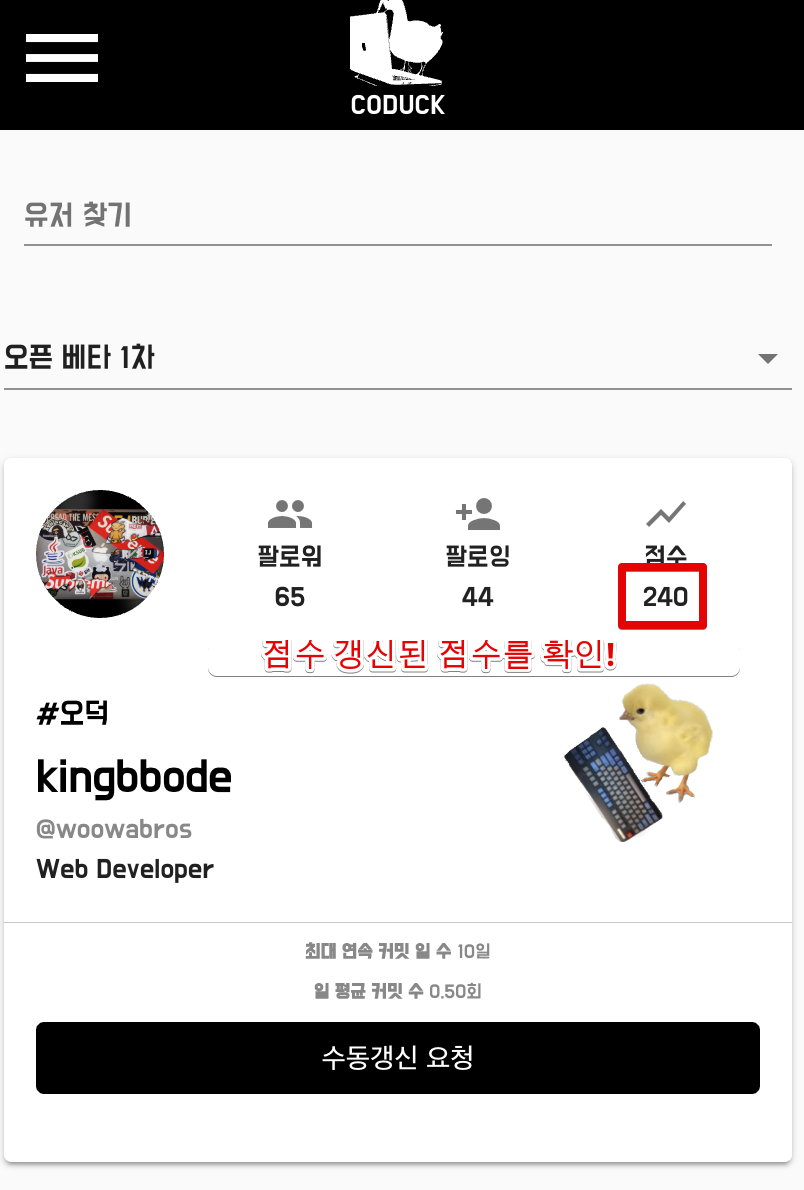 CODUCK
유저 찾기
오픈 베타 1차
팔로워
팔로잉
점수
65
44
240
점수 갱신된 점수를 확인!
#오덕
kingbbode
@woowabros
Web Developer
최대 연속 커밋 일 수 10일
일 평균 커밋 수 0.50회
수동갱신 요청